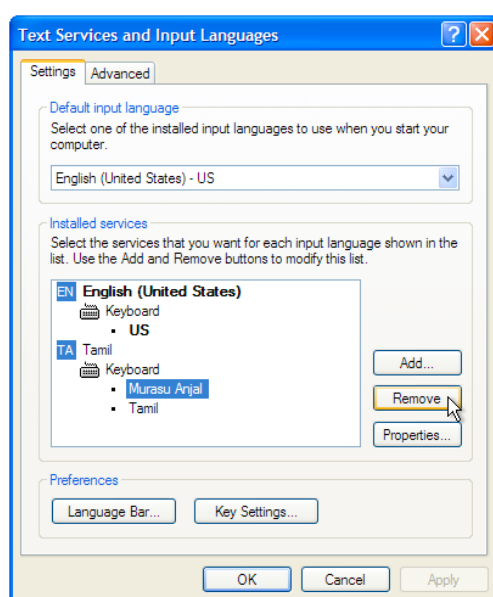 Text Services and Input Languages
Settings
Advanced
Default input language
Select one of the installed input languages to use when you start your
computer.
English (United States) - US
Installed services
Select the services that you want for each input language shown in the
list. Use the Add and Remove buttons to modify this list.
EN English (United States)
Keyboard
US
TA Tamil
Keyboard
Murasu Anjal
Tamil
Add...
Remove
Properties...
Preferences
Language Bar...
Key Settings...
OK
Cancel
Apply